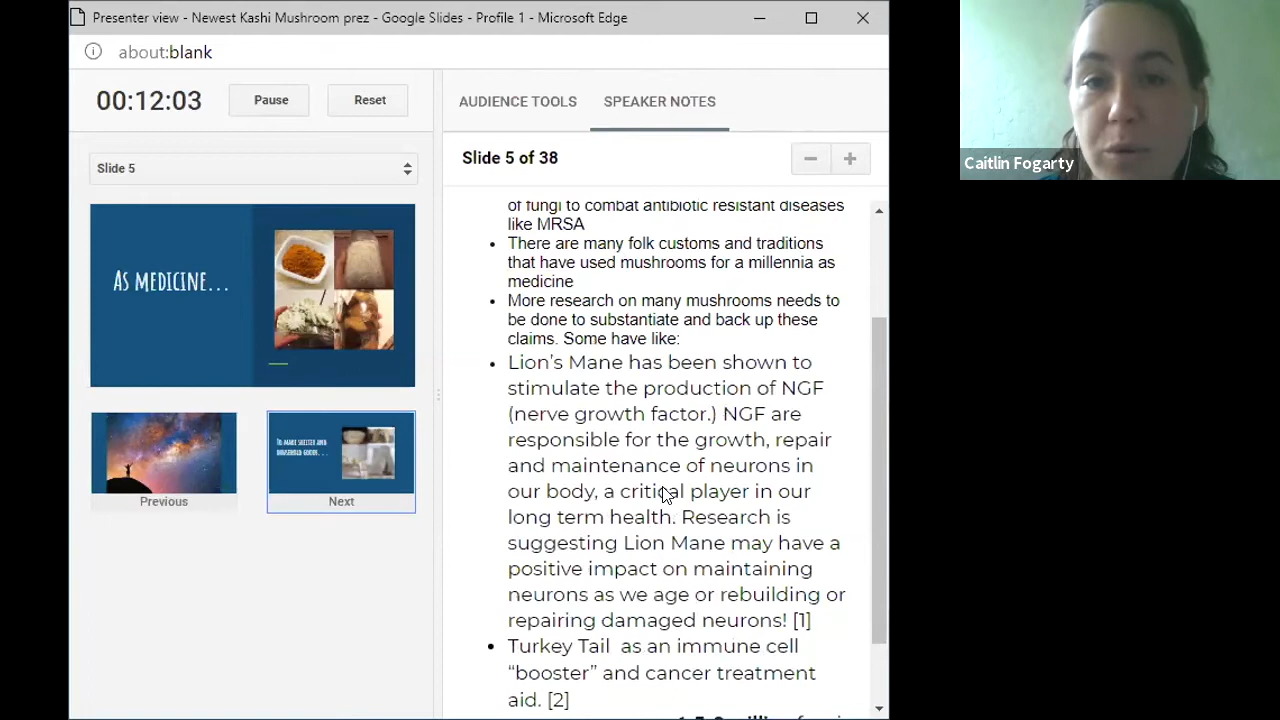 Presenter view - Newest Kashi Mushroom prez - Google Slides - Profile 1 - Microsoft Edge
about:blank
00:12:03
Pause
Reset
AUDIENCE TOOLS
SPEAKER NOTES
Slide 5
Slide 5 of 38
AS MEDICINE...
TO MAKE SHELTER AND
HOUSEHOLD GOODS...
Previous
Next
of fungi to combat antibiotic resistant diseases
like MRSA
• There are many folk customs and traditions
that have used mushrooms for a millennia as
medicine
• More research on many mushrooms needs to
be done to substantiate and back up these
claims. Some have like:
• Lion's Mane has been shown to
stimulate the production of NGF
(nerve growth factor.) NGF are
responsible for the growth, repair
and maintenance of neurons in
our body, a critical player in our
long term health. Research is
suggesting Lion Mane may have a
positive impact on maintaining
neurons as we age or rebuilding or
repairing damaged neurons! [1]
• Turkey Tail as an immune cell
“booster” and cancer treatment
aid. [2]
Caitlin Fogarty